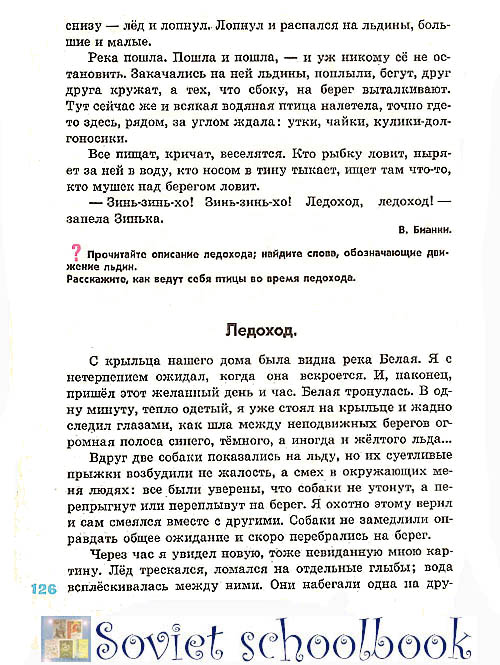 снизу — лёд и лопнул. Лопнул и распался на льдины, боль-
шие и малые.
Река пошла. Пошла и пошла, — и уж никому её не ос-
тановить. Закачались на ней льдины, поплыли, бегут, друг
друга кружат, а тех, что сбоку, на берег выталкивают.
Тут сейчас же и всякая водяная птица налетела, точно где-
то здесь, рядом, за углом ждала: утки, чайки, кулики-дол-
гоносики.
Все пищат, кричат, веселятся. Кто рыбку ловит, ныря-
ет за ней в воду, кто носом в тину тыкает, ищет там что-то,
кто мушек над берегом ловит.
— Зинь-зинь-хо! Зинь-зинь-хо! Ледоход, ледоход! —
запела Зинька.
В. Бианки.
? Прочитайте описание ледохода; найдите слова, обозначающие дви-
жение льдин.
Расскажите, как ведут себя птицы во время ледохода.
Ледоход.
С крыльца нашего дома была видна река Белая. Я с
нетерпением ожидал, когда она вскроется. И, наконец,
пришёл этот желанный день и час. Белая тронулась. В од-
ну минуту, тепло одетый, я уже стоял на крыльце и жадно
следил глазами, как шла между неподвижных берегов ог-
ромная полоса синего, тёмного, а иногда и жёлтого льда...
Вдруг две собаки показались на льду, но их суетливые
прыжки возбудили не жалость, а смех в окружающих ме-
ня людях: все были уверены, что собаки не утонут, а пе-
репрыгнут или переплывут на берег. Я охотно этому верил
и сам смеялся вместе с другими. Собаки не замедлили оп-
равдать общее ожидание и скоро перебрались на берег.
Через час я увидел новую, тоже невиданную мною кар-
тину. Лёд трескался, ломался на отдельные глыбы; вода
всплёскивалась между ними. Они набегали одна на дру-
126
Soviet schoolbook